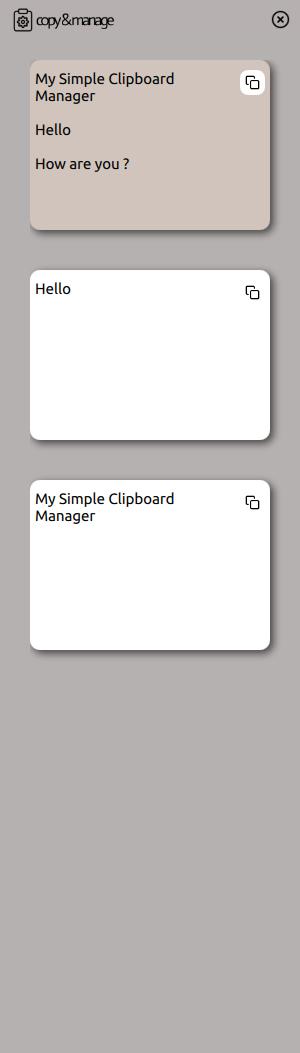 copy&manage
My Simple Clipboard
Manager
Hello
How are you ?
Hello
My Simple Clipboard
Manager